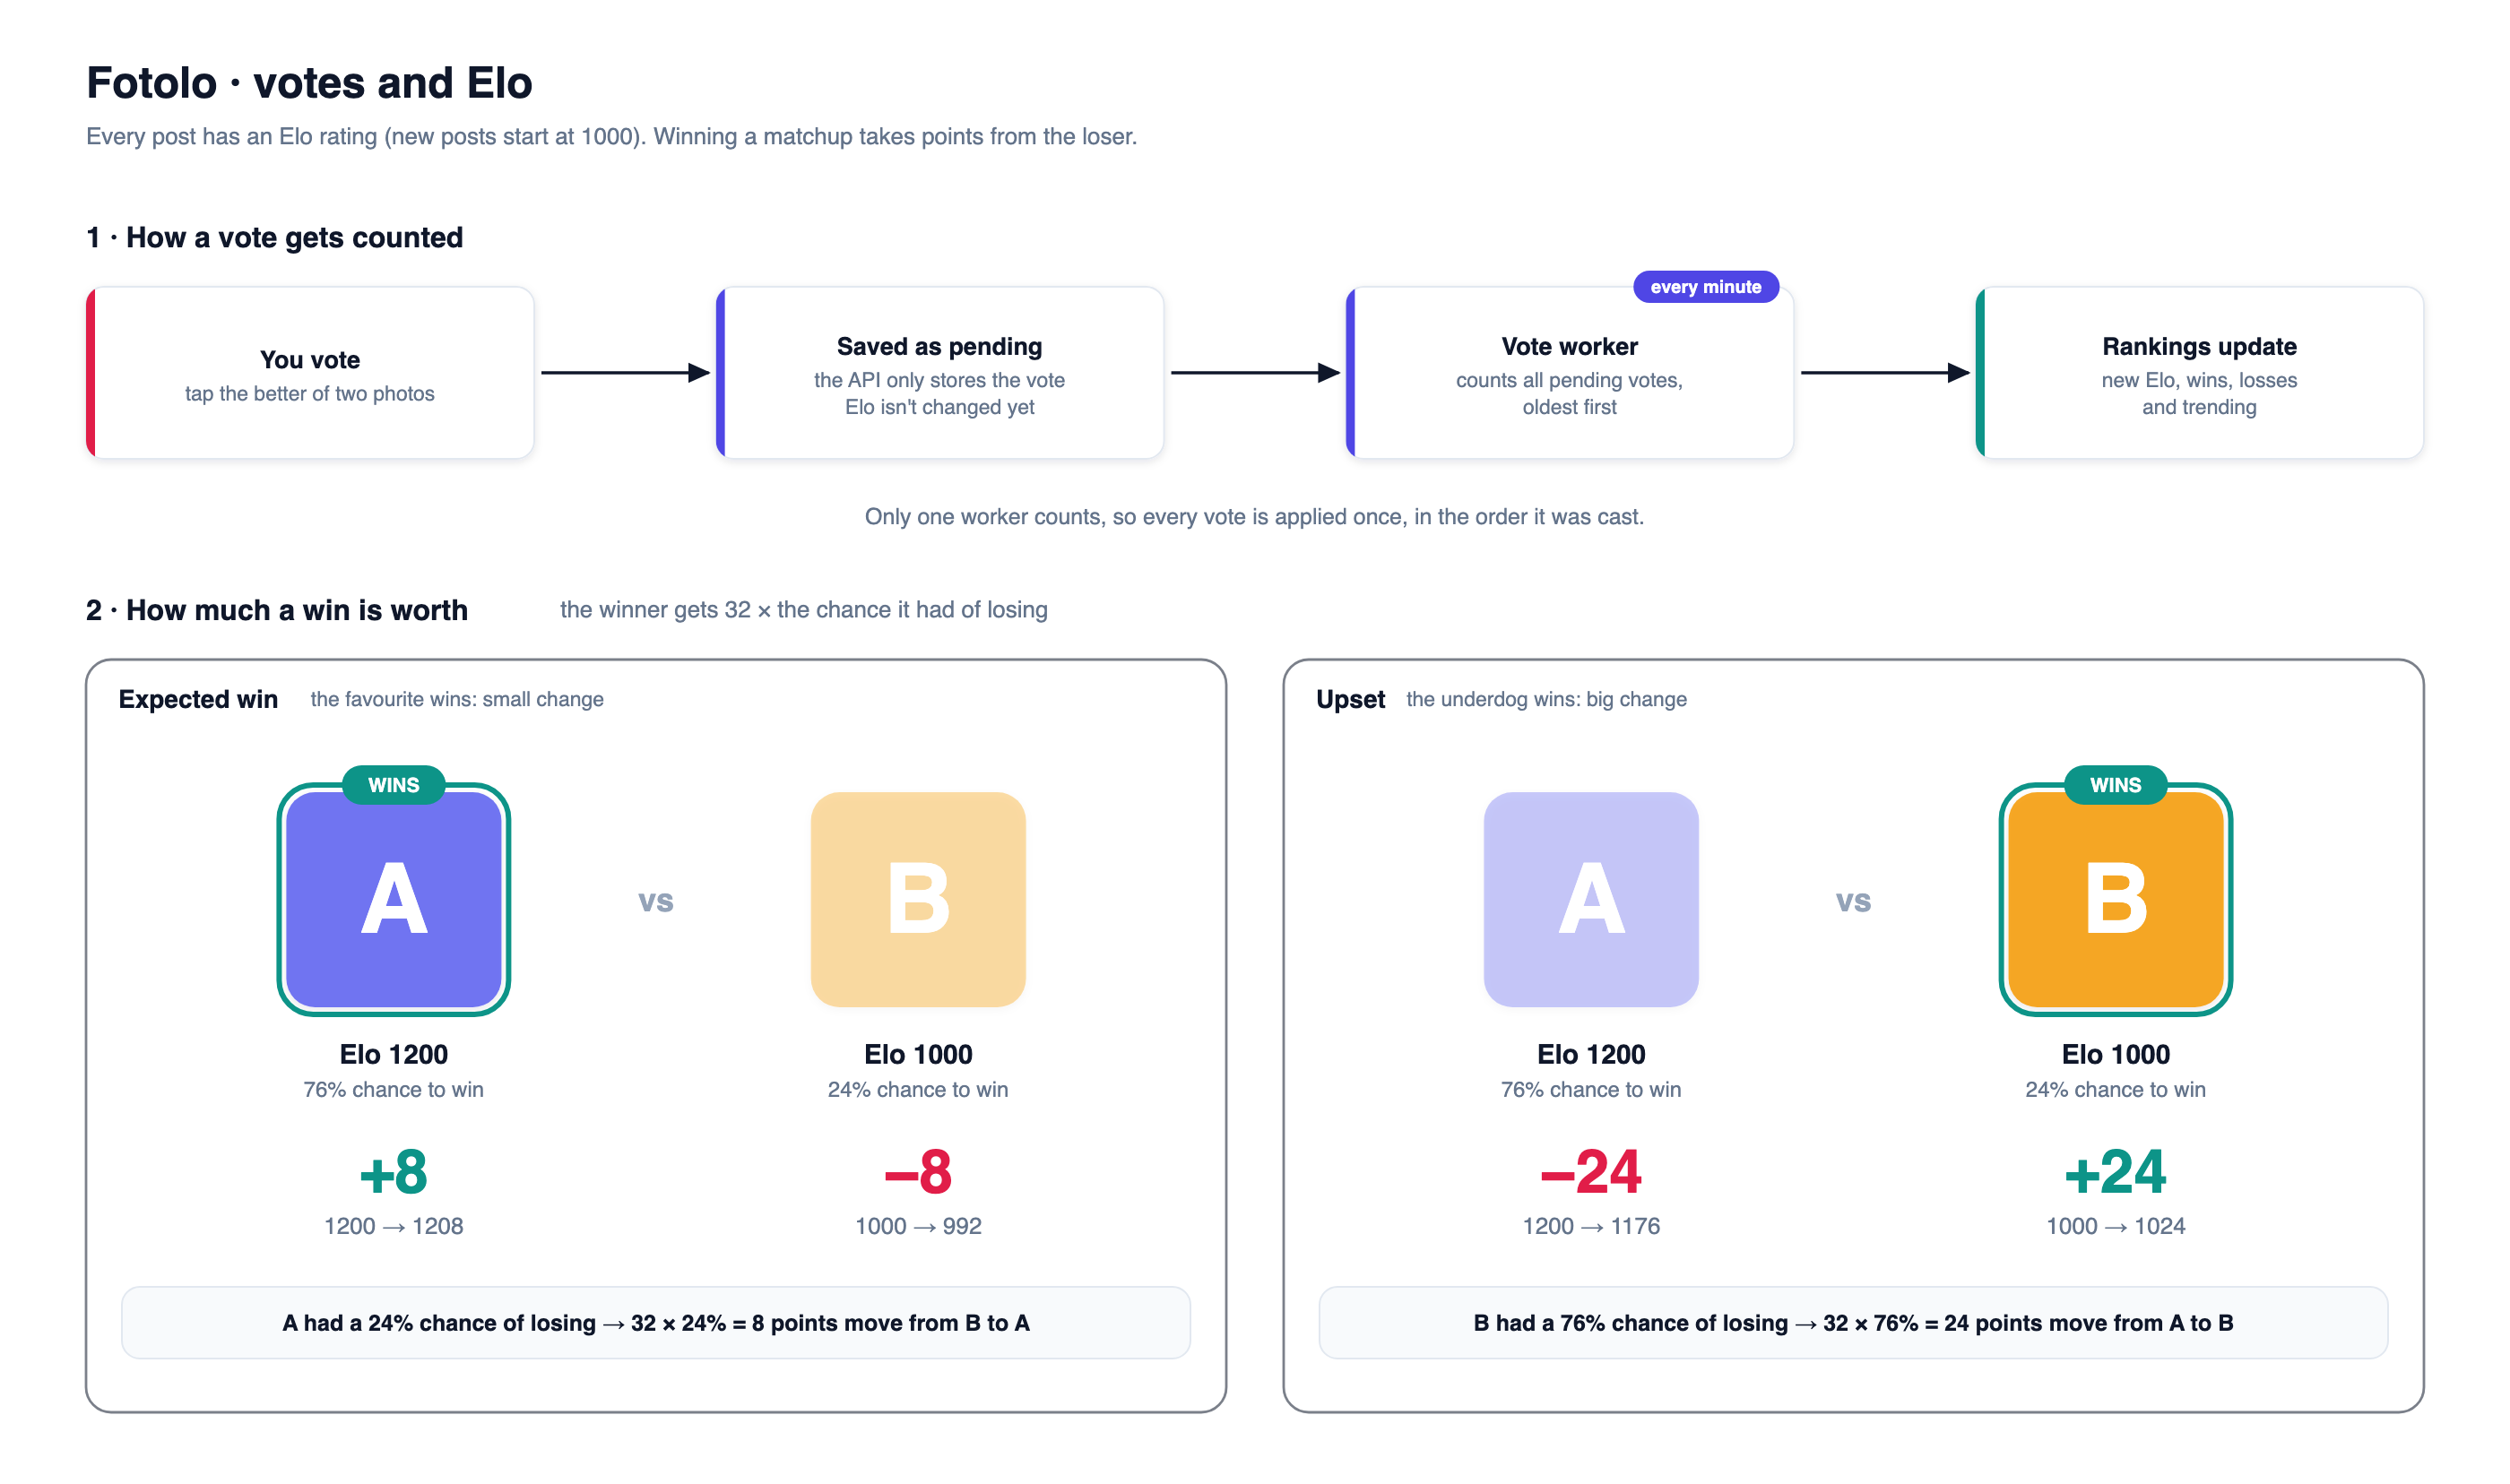 Fotolo · votes and Elo
Every post has an Elo rating (new posts start at 1000). Winning a matchup takes points from the loser.
1 · How a vote gets counted
You vote
tap the better of two photos
Saved as pending
the API only stores the vote
Elo isn't changed yet
every minute
Vote worker
counts all pending votes,
oldest first
Rankings update
new Elo, wins, losses
and trending
Only one worker counts, so every vote is applied once, in the order it was cast.
2 · How much a win is worth
the winner gets 32 × the chance it had of losing
Expected win
the favourite wins: small change
WINS
A
vs
B
Elo 1200
76% chance to win
+8
1200 → 1208
Elo 1000
24% chance to win
−8
1000 → 992
A had a 24% chance of losing → 32 × 24% = 8 points move from B to A
Upset
the underdog wins: big change
A
vs
WINS
B
Elo 1200
76% chance to win
−24
1200 → 1176
Elo 1000
24% chance to win
+24
1000 → 1024
B had a 76% chance of losing → 32 × 76% = 24 points move from A to B